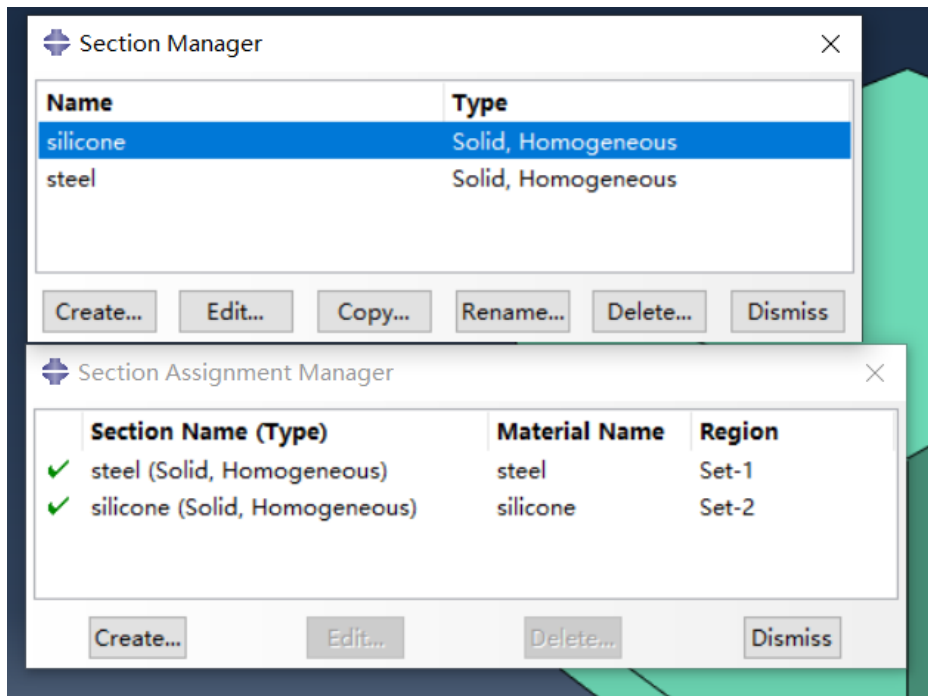 Section Manager
Name Type
silicone Solid, Homogeneous
steel Solid, Homogeneous
Create... Edit... Copy... Rename... Delete... Dismiss
Section Assignment Manager
Section Name (Type) Material Name Region
steel (Solid, Homogeneous) steel Set-1
silicone (Solid, Homogeneous) silicone Set-2
Create... Edit... Delete... Dismiss